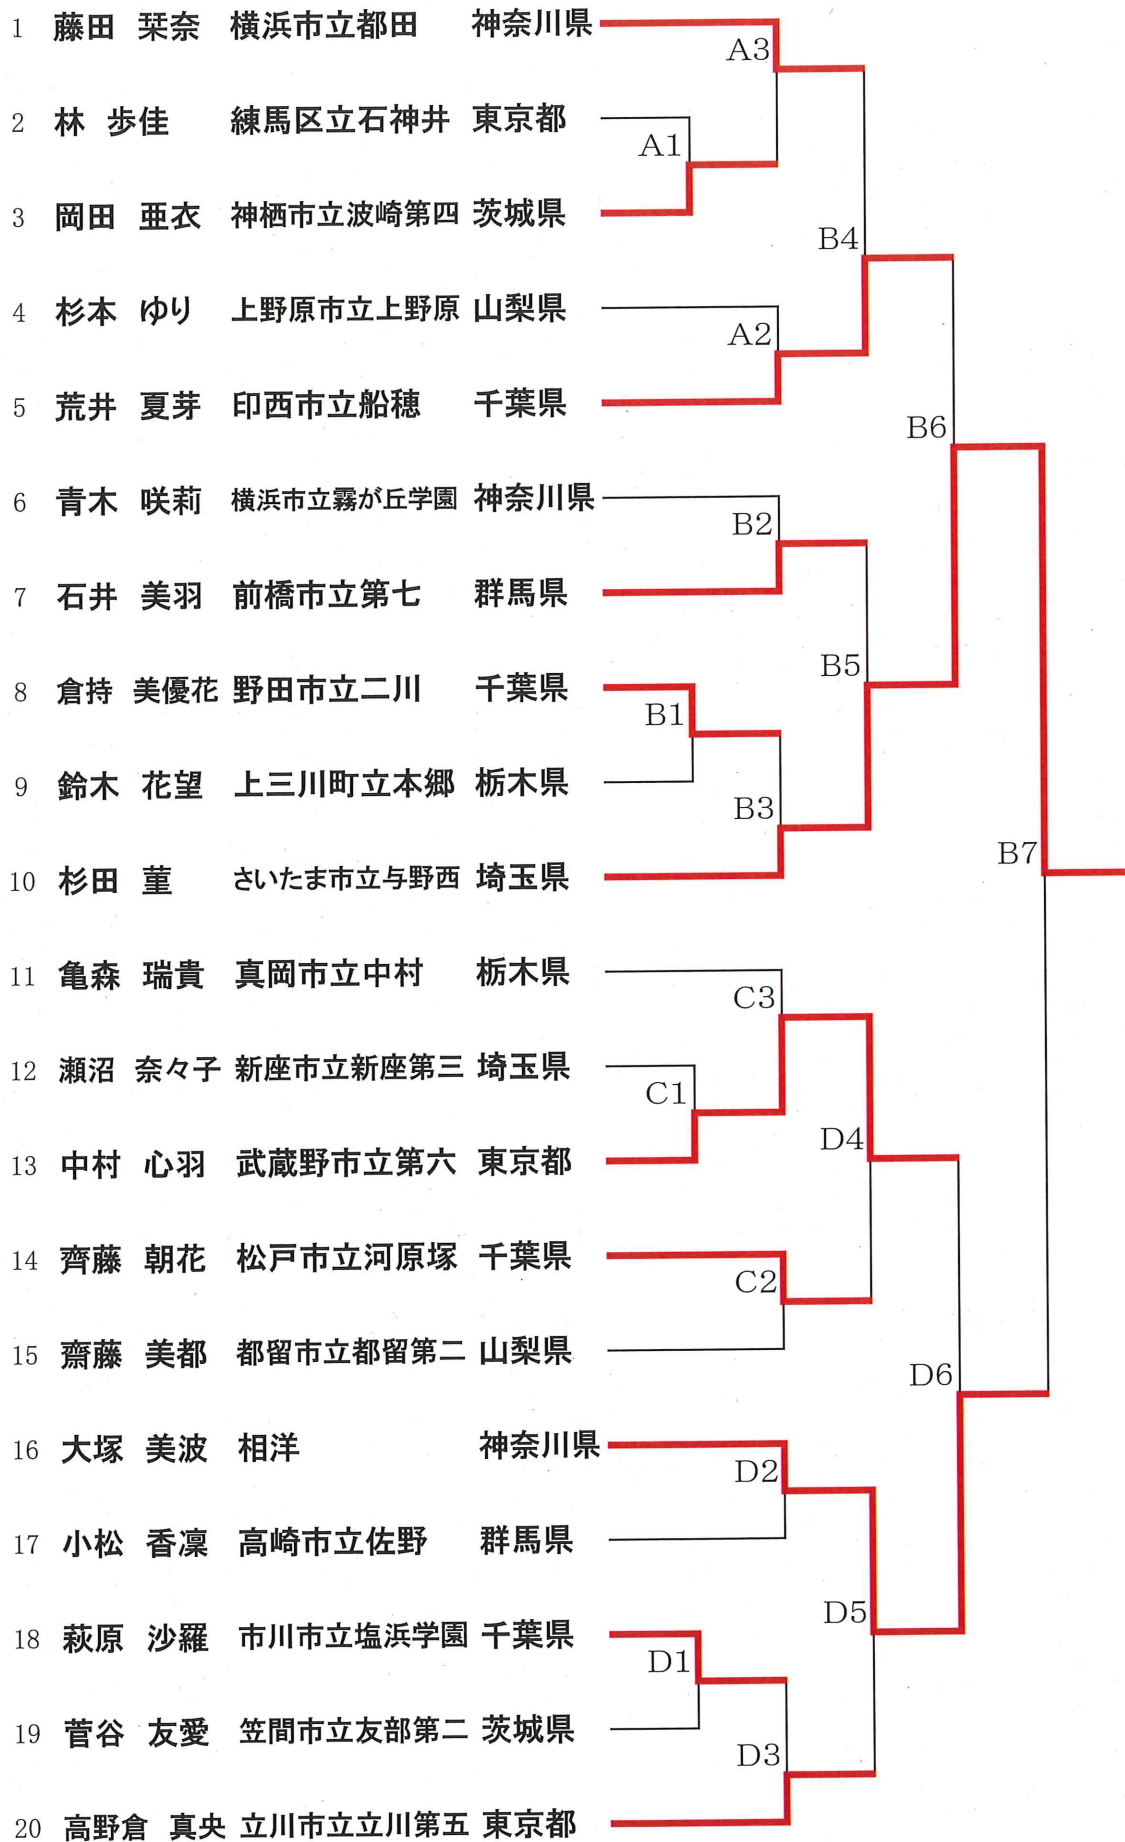 1 藤田 栞奈 横浜市立都田 神奈川県
A3
2 林 歩佳 練馬区立石神井 東京都
A1
3 岡田 亜衣 神栖市立波崎第四 茨城県
B4
4 杉本 ゆり 上野原市立上野原 山梨県
A2
5 荒井 夏芽 印西市立船穂 千葉県
B6
6 青木 咲莉 横浜市立霧が丘学園 神奈川県
B2
7 石井 美羽 前橋市立第七 群馬県
B5
8 倉持 美優花 野田市立二川 千葉県
B1
9 鈴木 花望 上三川町立本郷 栃木県
B3
B7
10 杉田 菫 さいたま市立与野西 埼玉県
11 亀森 瑞貴 真岡市立中村 栃木県
C3
12 瀬沼 奈々子 新座市立新座第三 埼玉県
C1
D4
13 中村 心羽 武蔵野市立第六 東京都
14 齊藤 朝花 松戸市立河原塚 千葉県
C2
15 齋藤 美都 都留市立都留第二 山梨県
D6
16 大塚 美波 相洋 神奈川県
D2
17 小松 香凜 高崎市立佐野 群馬県
D5
18 萩原 沙羅 市川市立塩浜学園 千葉県
D1
19 菅谷 友愛 笠間市立友部第二 茨城県
D3
20 高野倉 真央 立川市立立川第五 東京都